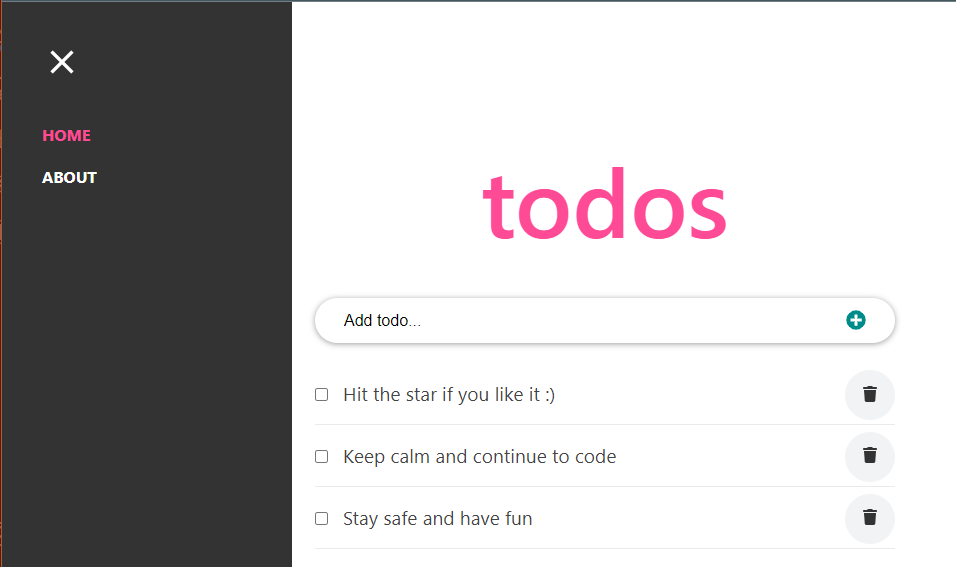 HOME
ABOUT
todos
Add todo...
Hit the star if you like it :)
Keep calm and continue to code
Stay safe and have fun